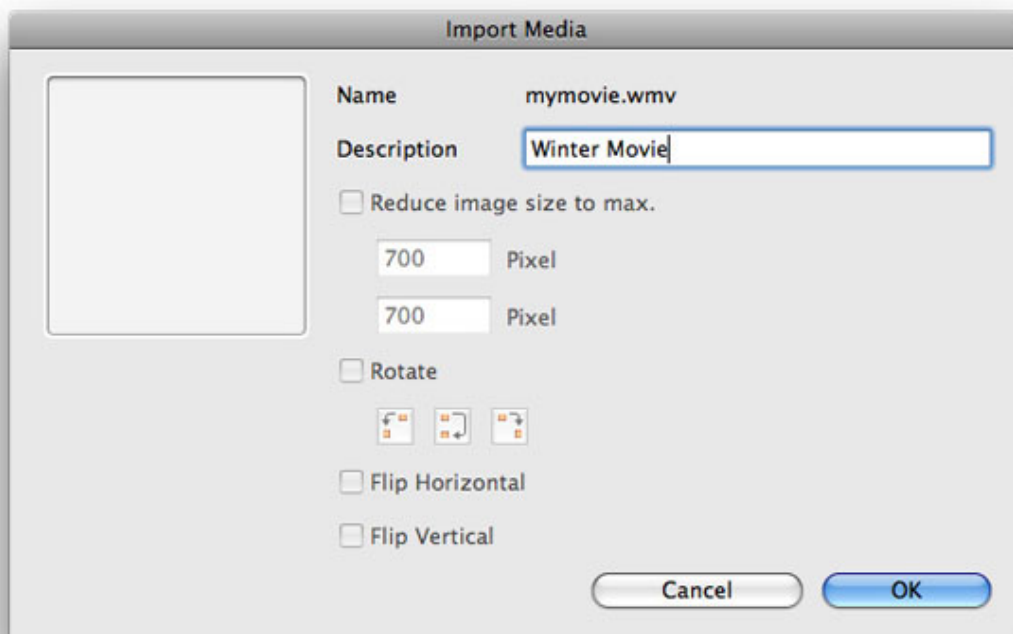 Import Media
Name mymovie.wmv
Description Winter Movie
Reduce image size to max.
700 Pixel
700 Pixel
Rotate
Flip Horizontal
Flip Vertical
Cancel OK